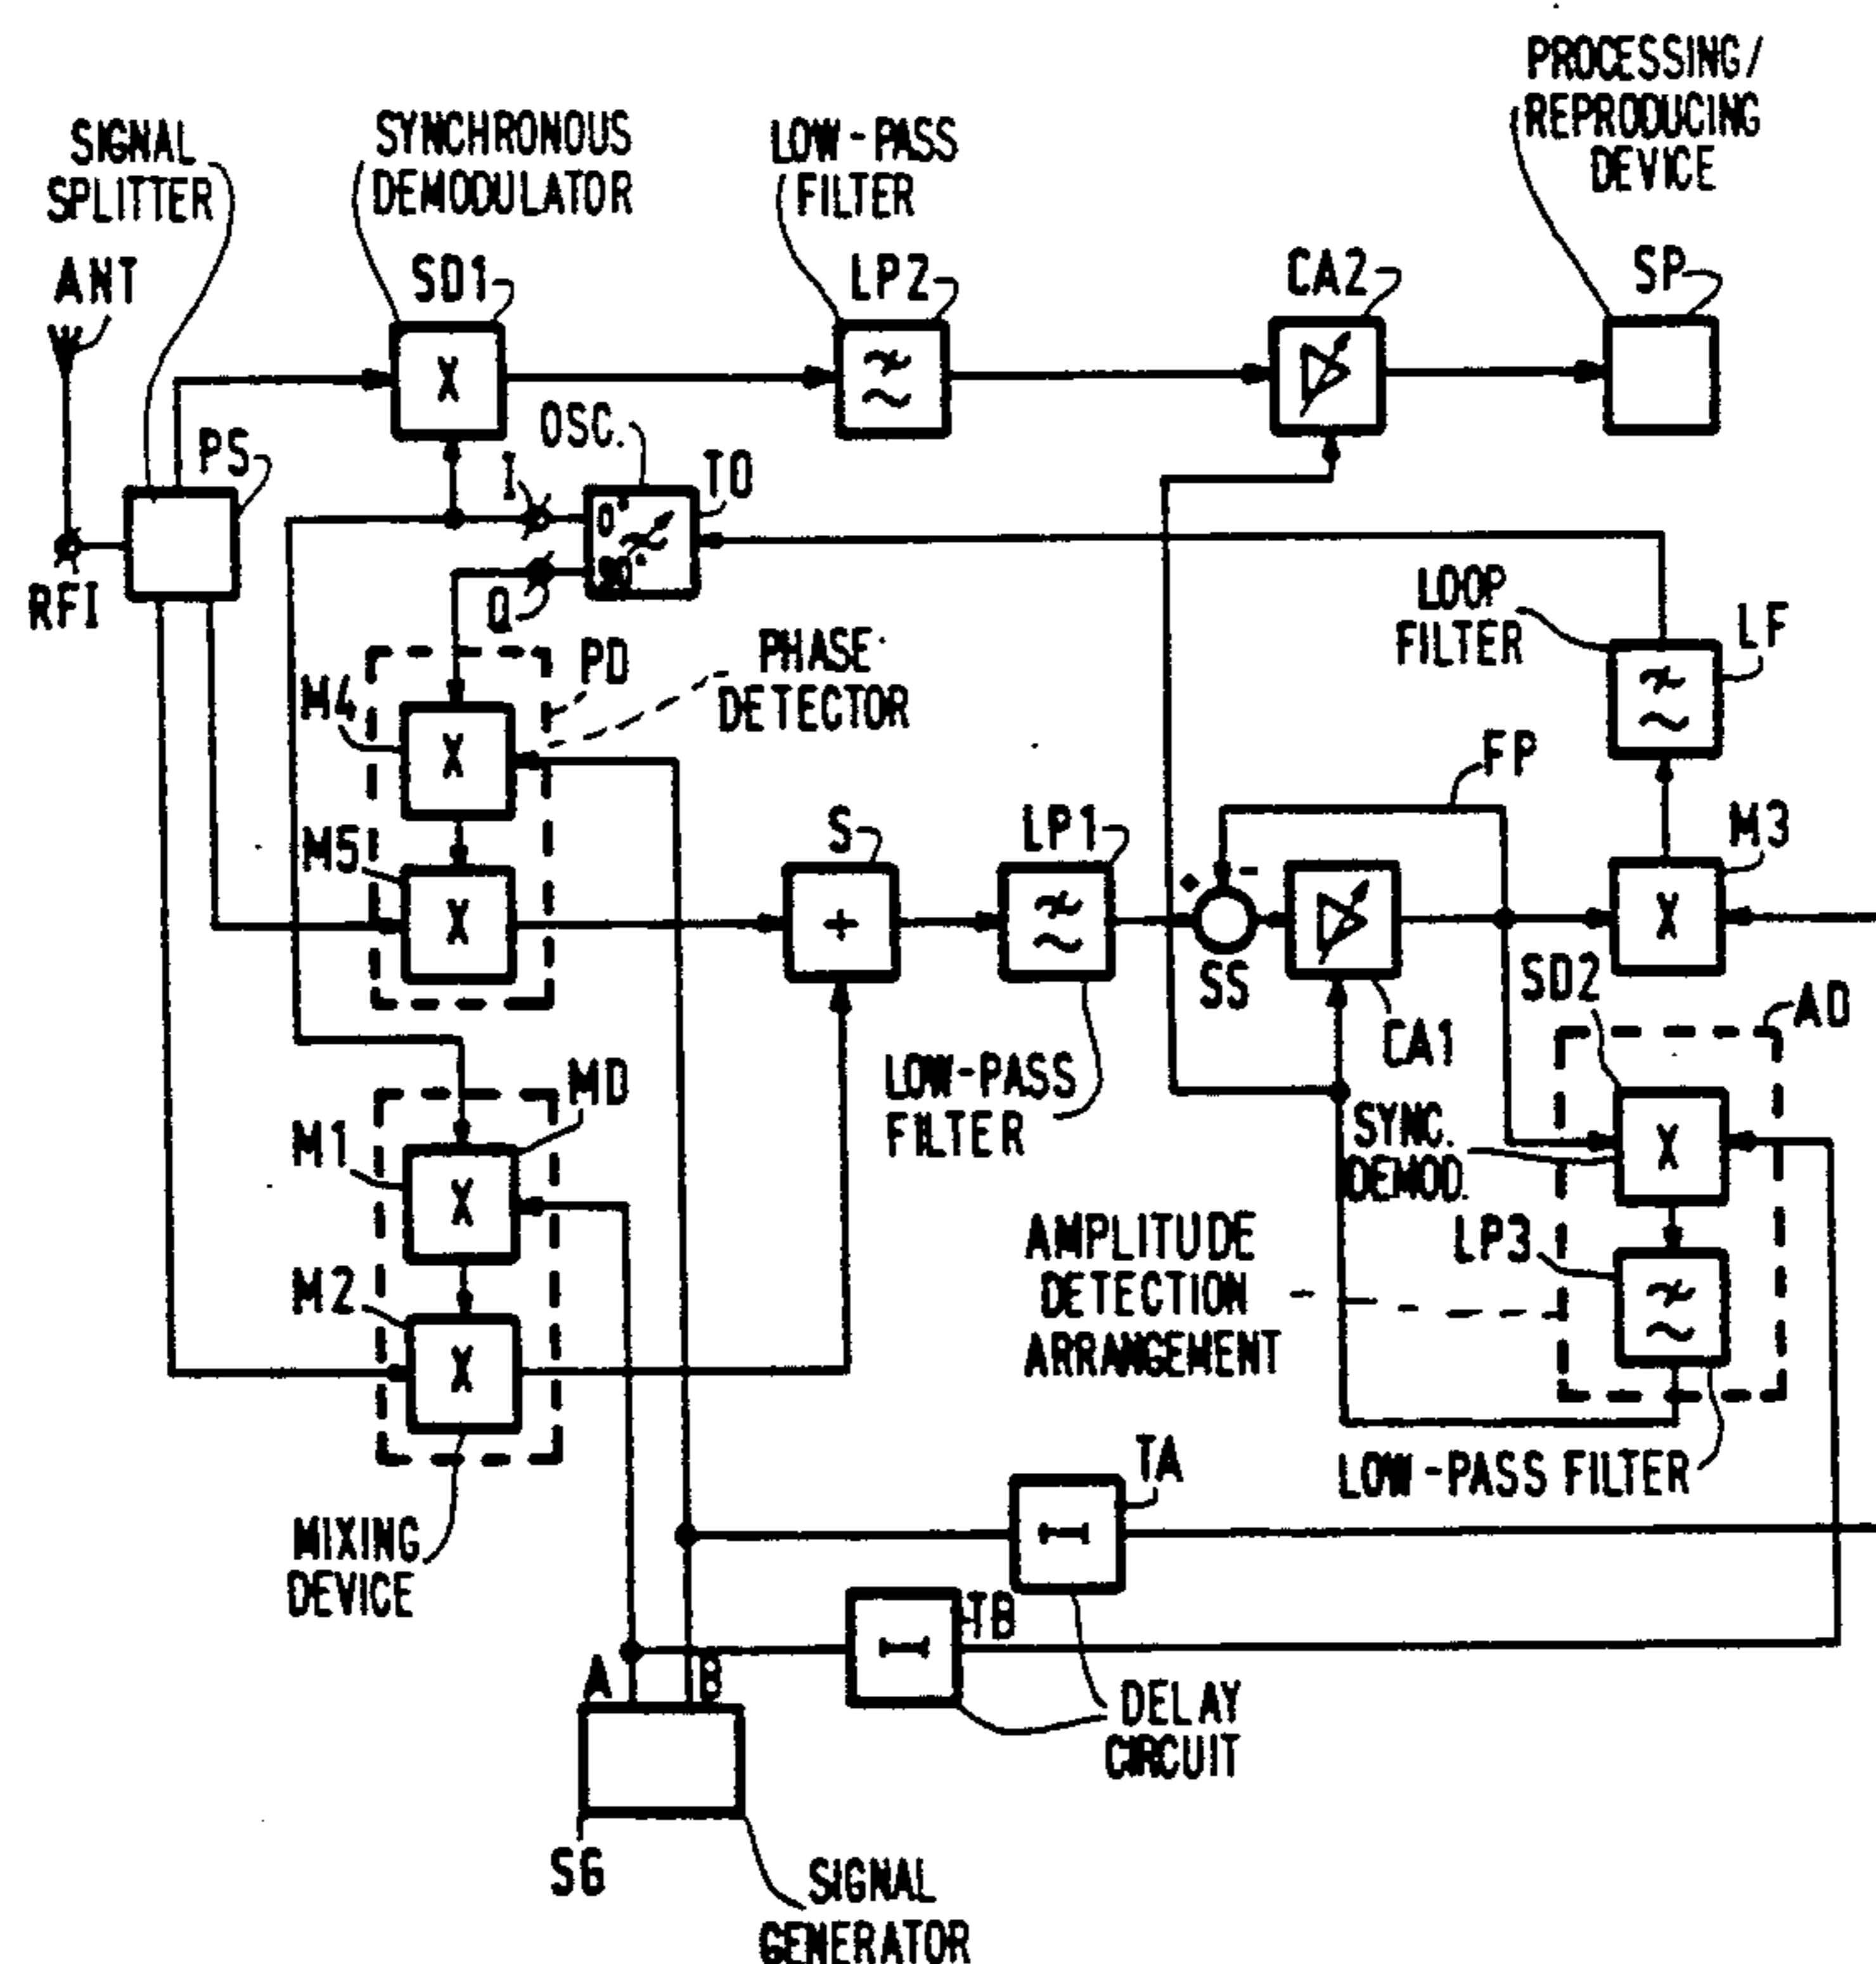 PROCESSING/
REPRODUCING
DEVICE
SIGNAL
SPLITTER
SYNCHRONOUS
DEMODULATOR
LOW-PASS
FILTER
ANT
SD1
LP2
CA2
SP
X
PS
I
OSC.
TO
0°
90°
RFI
Q
LOOP
FILTER
LF
PD
PHASE
DETECTOR
M4
X
FP
M5
X
S
+
LP1
+
-
SS
CA1
M3
X
SD2
AD
LOW-PASS
FILTER
MD
M1
X
SYNC.
DEMOD.
X
M2
X
AMPLITUDE
DETECTION
ARRANGEMENT
LP3
LOW-PASS FILTER
MIXING
DEVICE
TA
TB
A
B
DELAY
CIRCUIT
SG
SIGNAL
GENERATOR